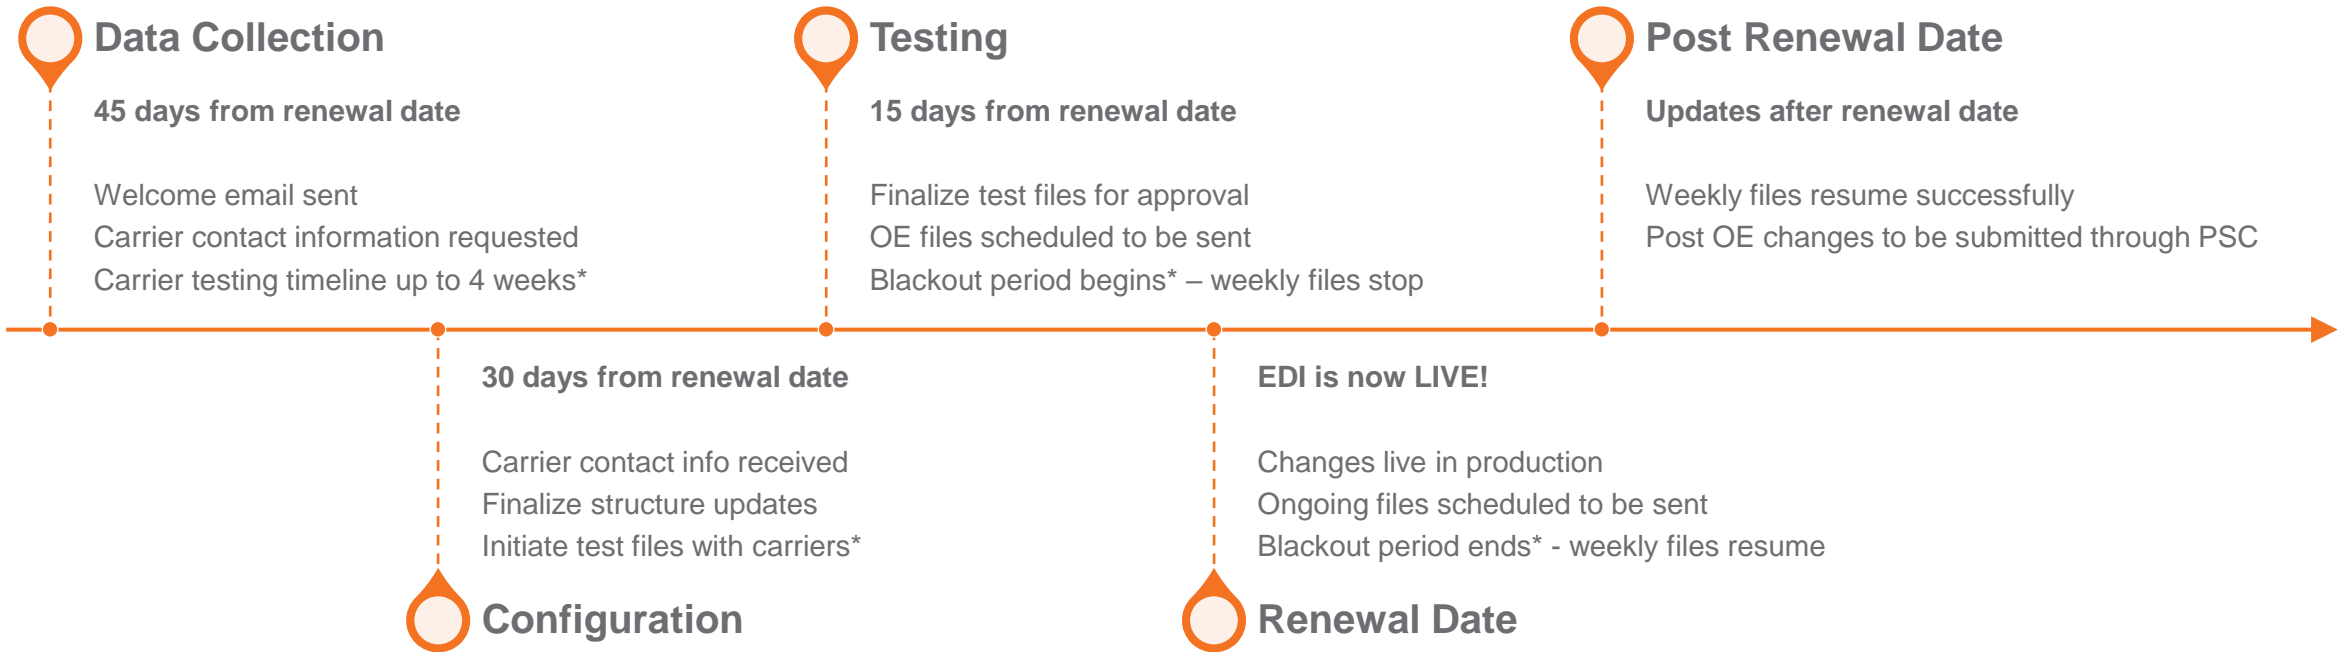 Data Collection
45 days from renewal date
Welcome email sent
Carrier contact information requested
Carrier testing timeline up to 4 weeks*
30 days from renewal date
Carrier contact info received
Finalize structure updates
Initiate test files with carriers*
Configuration
Testing
15 days from renewal date
Finalize test files for approval
OE files scheduled to be sent
Blackout period begins* – weekly files stop
EDI is now LIVE!
Changes live in production
Ongoing files scheduled to be sent
Blackout period ends* - weekly files resume
Renewal Date
Post Renewal Date
Updates after renewal date
Weekly files resume successfully
Post OE changes to be submitted through PSC